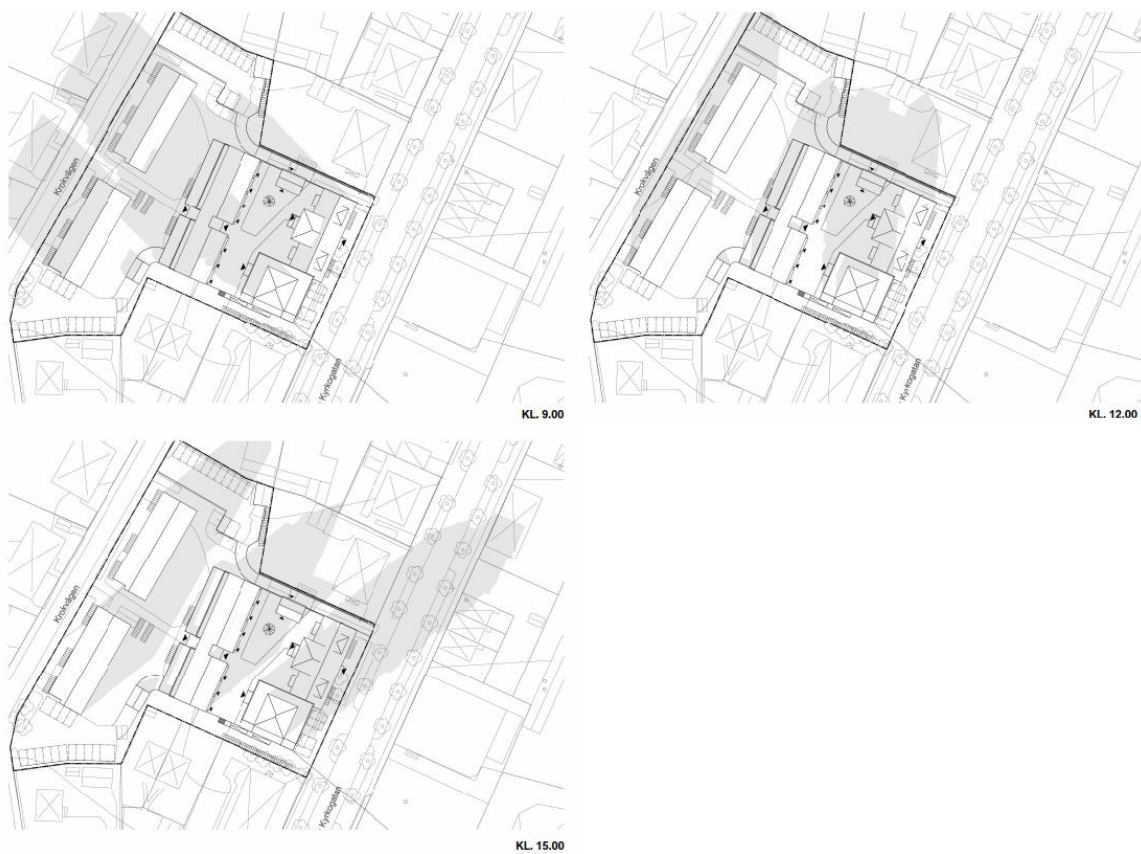 Krokvägen
Kyrkogatan
KL. 9.00
Krokvägen
Kyrkogatan
KL. 12.00
Krokvägen
Kyrkogatan
KL. 15.00